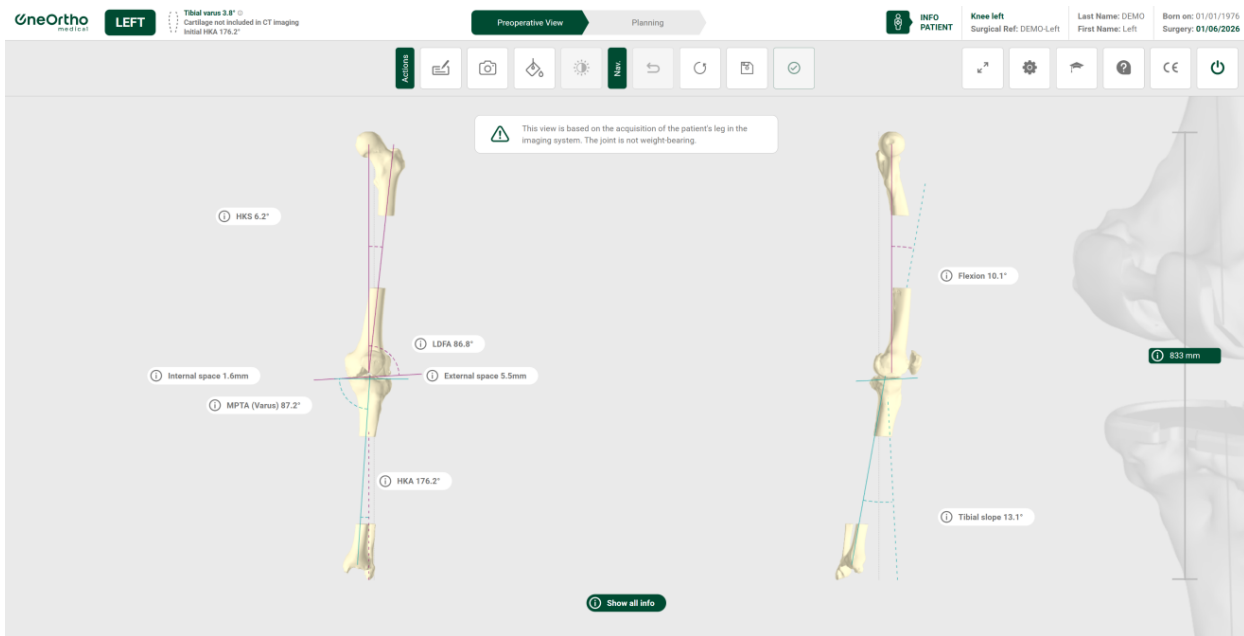 OneOrtho
medical
LEFT
Tibial varus 3.8°
Cartilage not included in CT imaging
Initial HKA 176.2°
Preoperative View
Planning
INFO
PATIENT
Knee left
Surgical Ref: DEMO-Left
Last Name: DEMO
First Name: Left
Born on: 01/01/1976
Surgery: 01/06/2026
Actions
Nav.
CE
This view is based on the acquisition of the patient's leg in the
imaging system. The joint is not weight-bearing.
HKS 6.2°
Flexion 10.1°
LDFA 86.8°
833 mm
Internal space 1.6mm
External space 5.5mm
MPTA (Varus) 87.2°
HKA 176.2°
Tibial slope 13.1°
Show all info